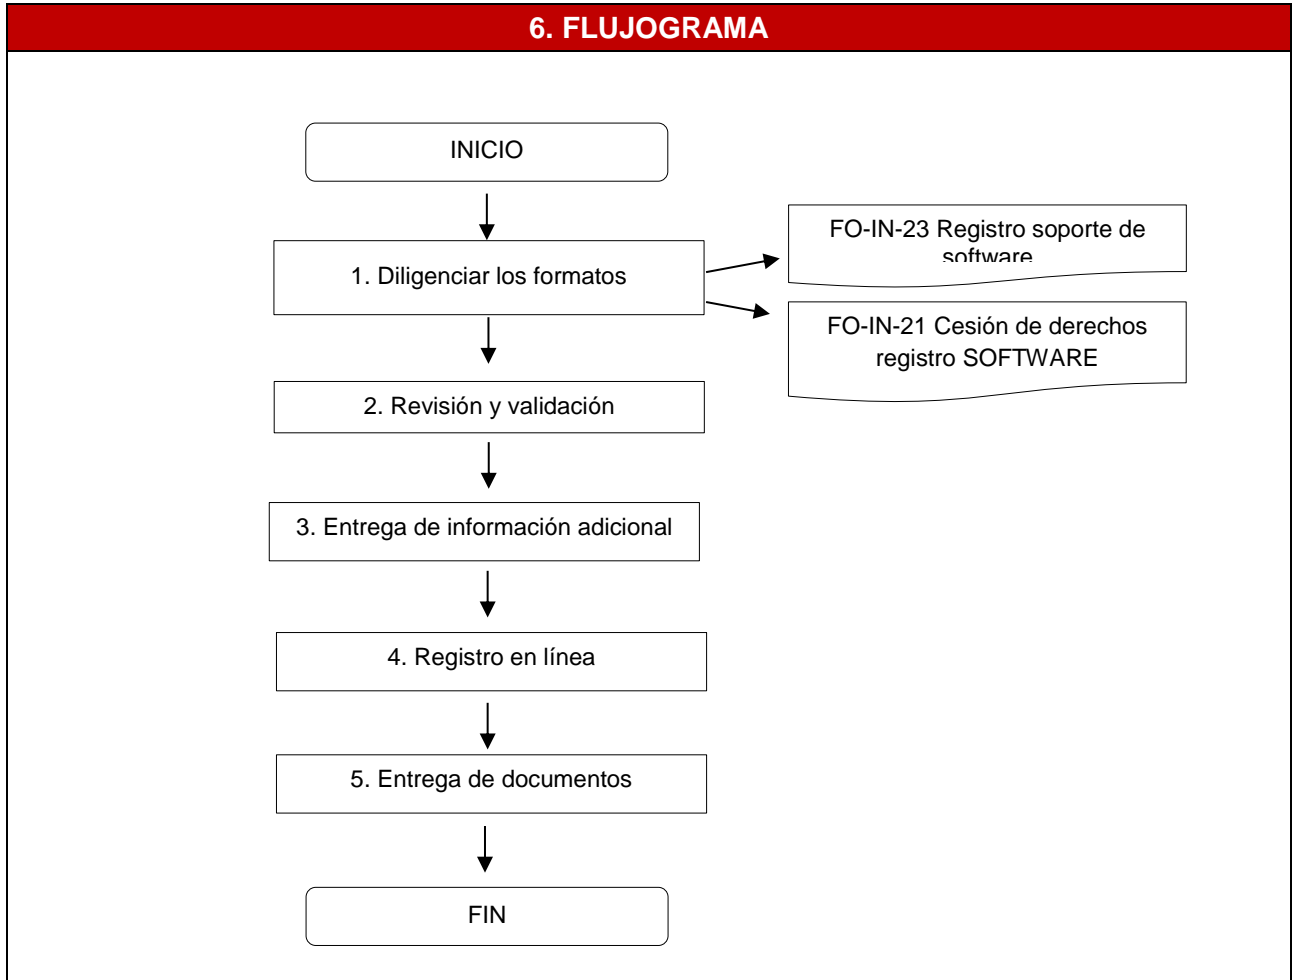 6. FLUJOGRAMA
INICIO
1. Diligenciar los formatos
FO-IN-23 Registro soporte de
software
FO-IN-21 Cesión de derechos
registro SOFTWARE
2. Revisión y validación
3. Entrega de información adicional
4. Registro en línea
5. Entrega de documentos
FIN